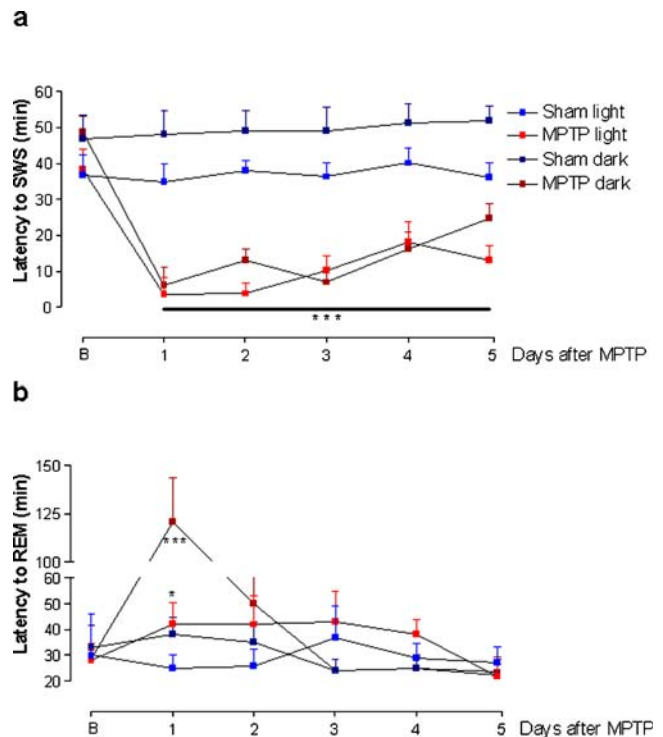 a
Latency to SWS (min)
60
50
40
30
20
10
0
Sham light
MPTP light
Sham dark
MPTP dark
***
B 1 2 3 4 5 Days after MPTP
b
Latency to REM (min)
150
125
100
60
50
40
30
20
***
*
B 1 2 3 4 5 Days after MPTP